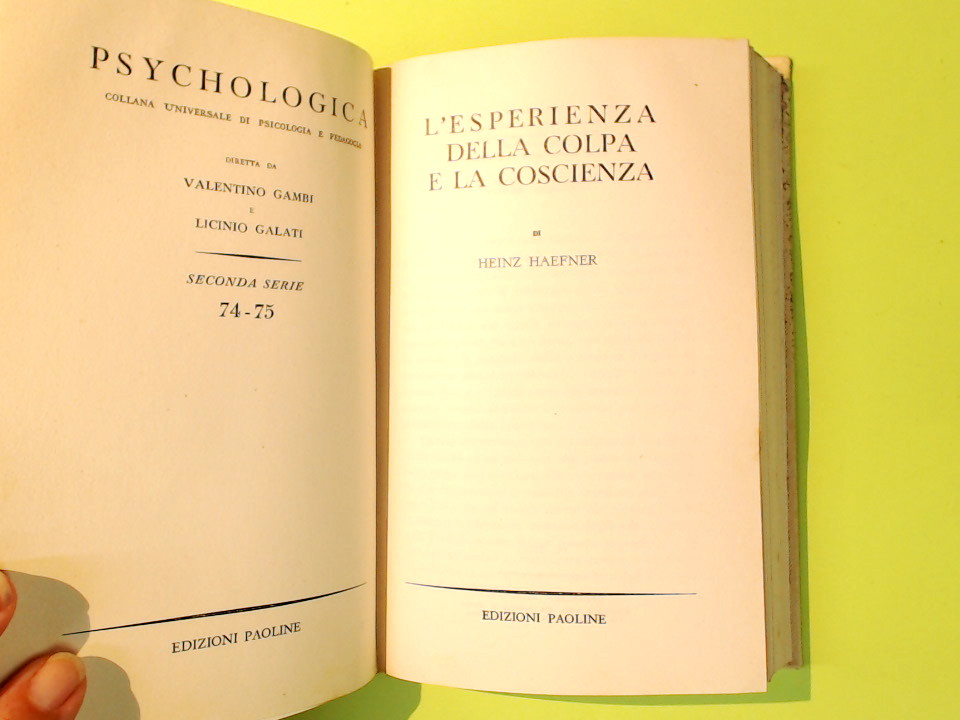 PSYCHOLOGICA
COLLANA UNIVERSALE DI PSICOLOGIA E PEDAGOGIA
DIRETTA DA
VALENTINO GAMBI
E
LICINIO GALATI
SECONDA SERIE
74-75
EDIZIONI PAOLINE
L'ESPERIENZA
DELLA COLPA
E LA COSCIENZA
DI
HEINZ HAEFNER
EDIZIONI PAOLINE